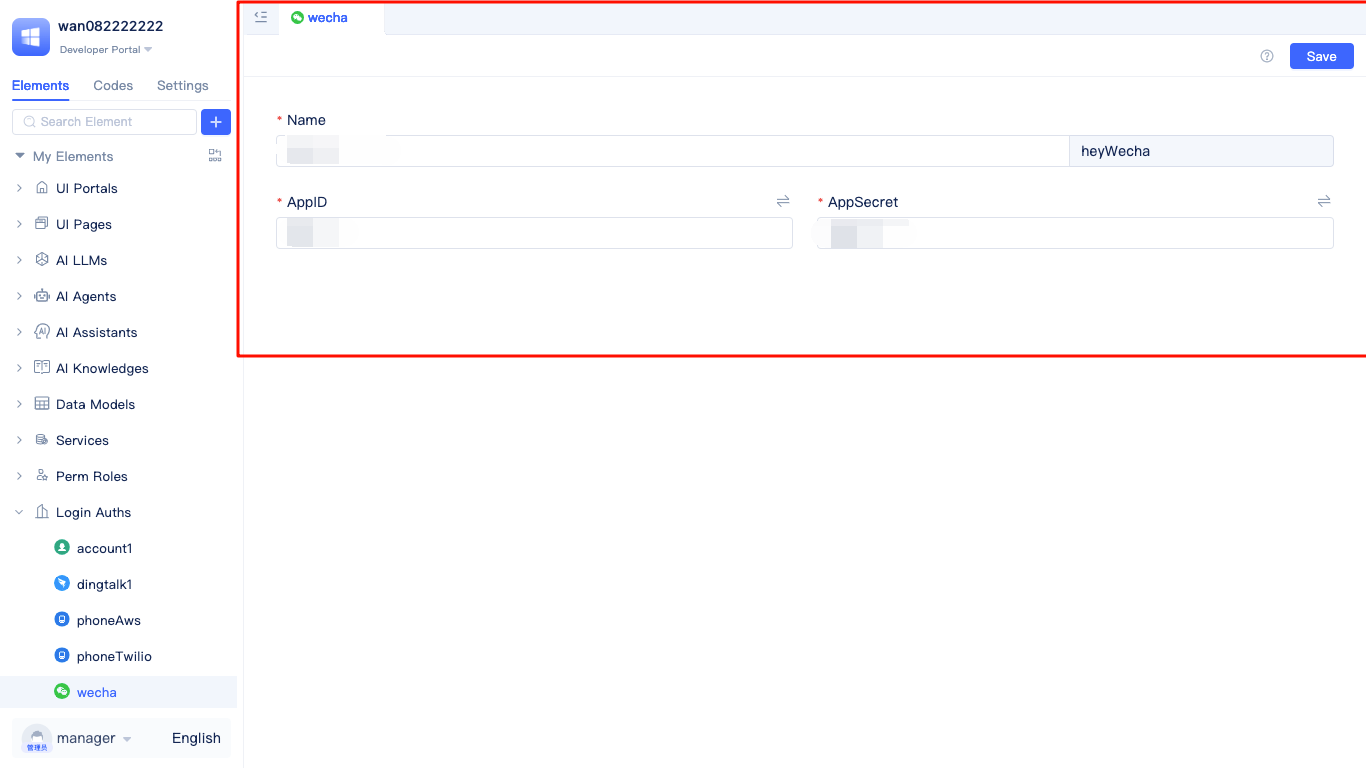 wan082222222
Developer Portal
Elements Codes Settings
Search Element
My Elements
UI Portals
UI Pages
AI LLMs
AI Agents
AI Assistants
AI Knowledges
Data Models
Services
Perm Roles
Login Auths
account1
dingtalk1
phoneAws
phoneTwilio
wecha
管理员
manager
English
wecha
Save
* Name
heyWecha
* AppID
* AppSecret